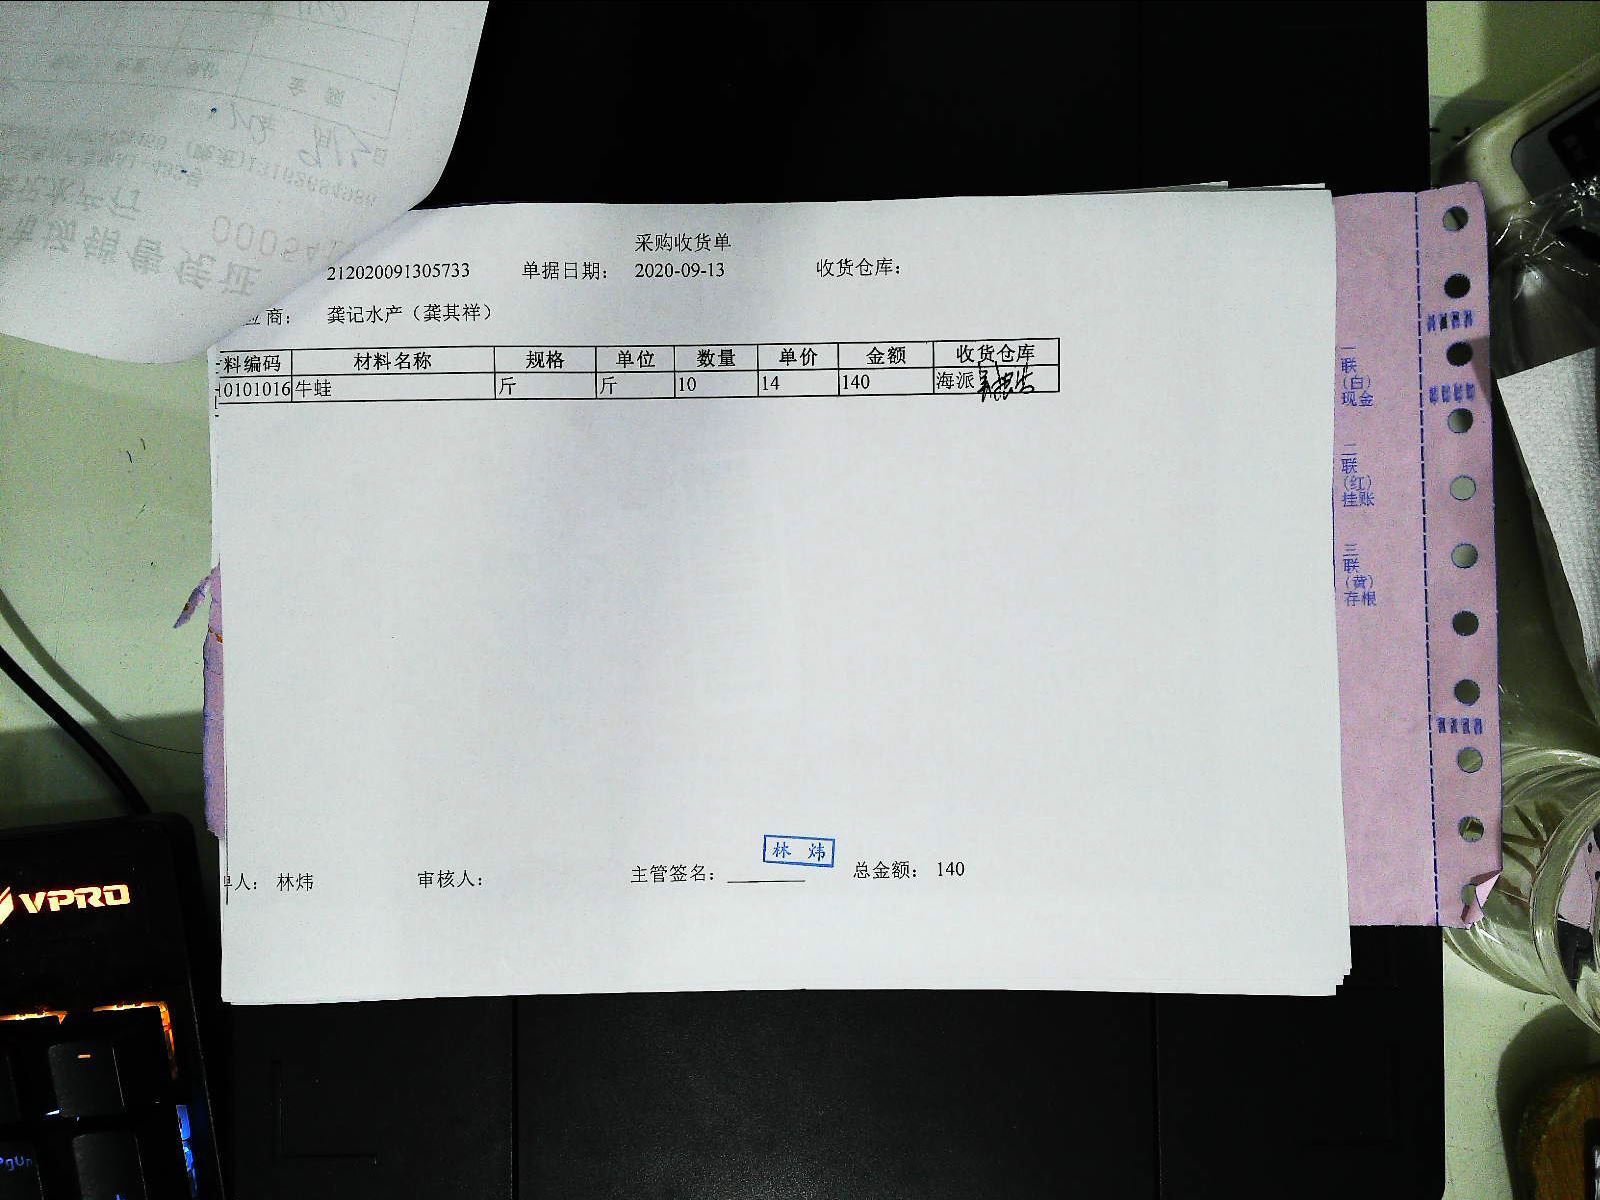 采购收货单
212020091305733 单据日期: 2020-09-13 收货仓库:
商: 龚记水产（龚其祥）
料编码 材料名称 规格 单位 数量 单价 金额 收货仓库
0101016 牛蛙 斤 斤 10 14 140 海派
林 炜
人: 林炜 审核人: 主管签名: 总金额: 140
一联(白)现金
二联(红)挂账
三联(黄)存根
VPRO
PgUp